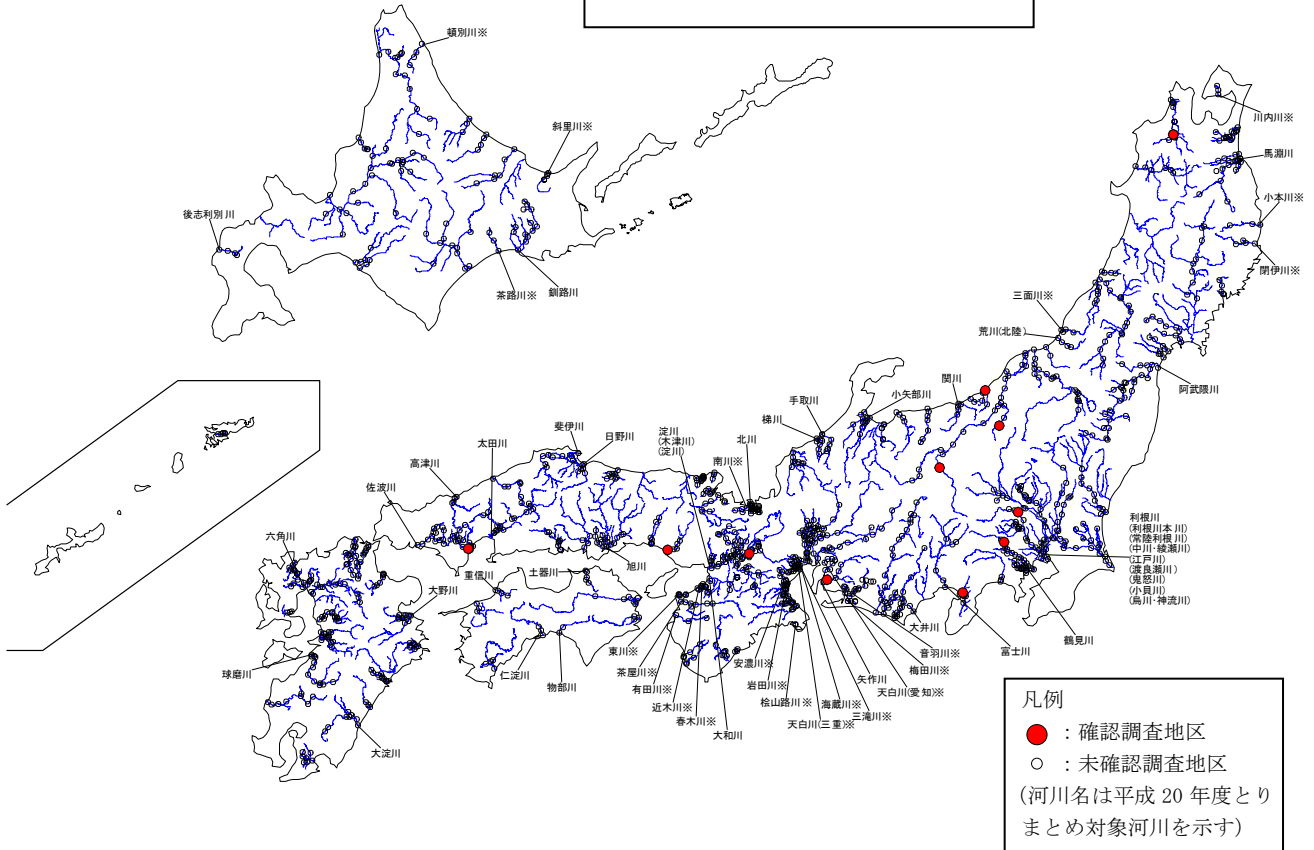 頓別川※
斜里川※
後志利別川
茶路川※
釧路川
川内川※
馬淵川
小本川※
閉伊川※
三面川※
荒川(北陸)
阿武隈川
関川
小矢部川
手取川
梯川
北川
南川※
淀川
(木津川)
(淀川)
日野川
斐伊川
太田川
高津川
佐波川
六角川
重信川
土器川
旭川
大野川
球磨川
大淀川
仁淀川
物部川
東川※
茶屋川※
有田川※
近木川※
春木川※
大和川
安濃川※
岩田川※
桧山路川※
天白川(三重)※
三滝川※
海蔵川※
矢作川
天白川(愛知)※
梅田川※
音羽川※
大井川
富士川
鶴見川
利根川
(利根川本川)
(常陸利根川)
(中川・綾瀬川)
(江戸川)
(渡良瀬川)
(鬼怒川)
(小貝川)
(烏川・神流川)
凡例
:確認調査地区
:未確認調査地区
(河川名は平成 20 年度とり
まとめ対象河川を示す)